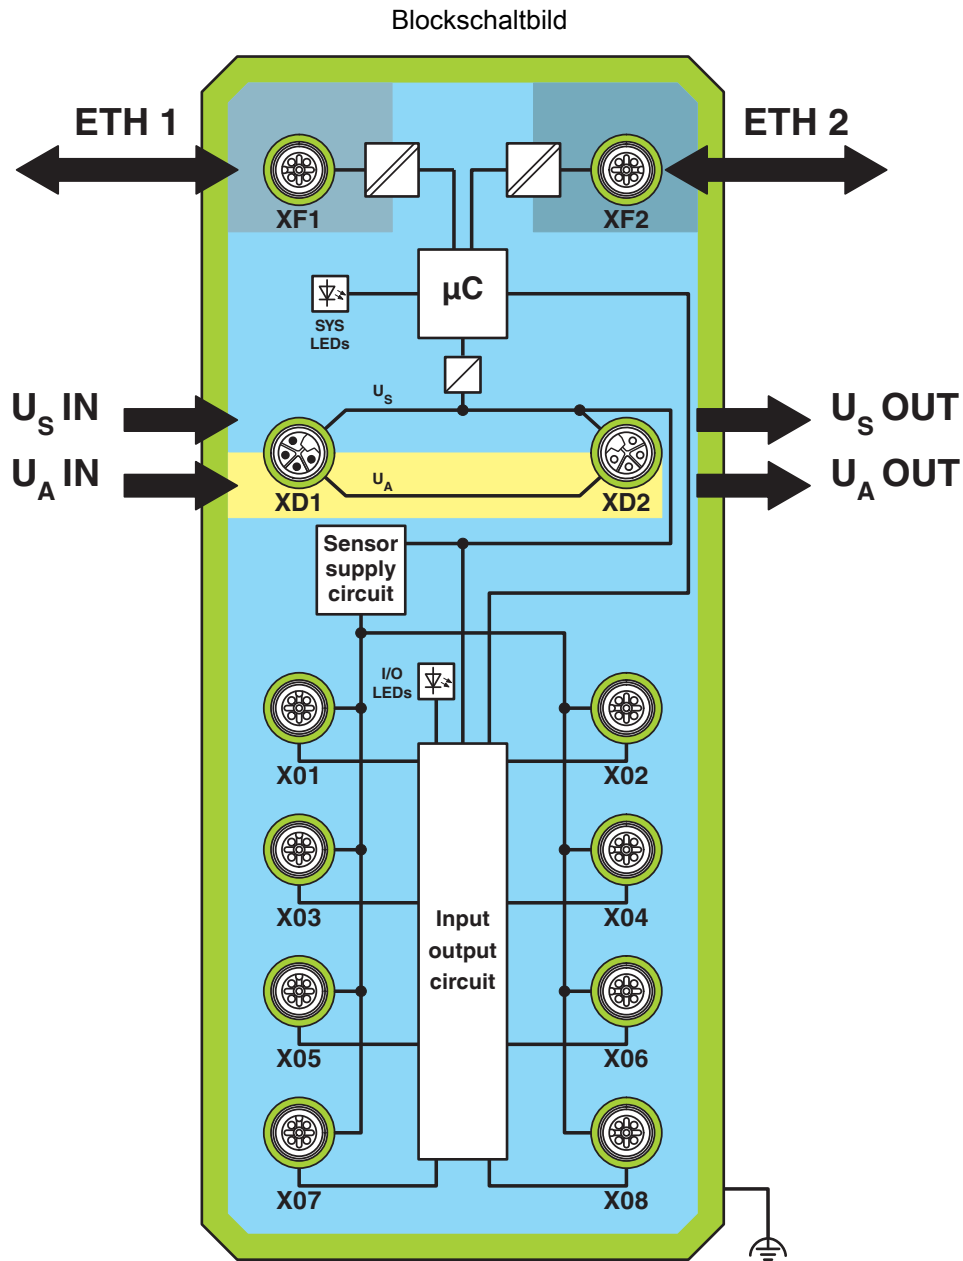 Blockschaltbild
ETH 1
ETH 2
XF1
XF2
µC
SYS
LEDs
US IN
US
US OUT
UA IN
UA
UA OUT
XD1
XD2
Sensor
supply
circuit
I/O
LEDs
X01
X02
X03
X04
Input
output
circuit
X05
X06
X07
X08